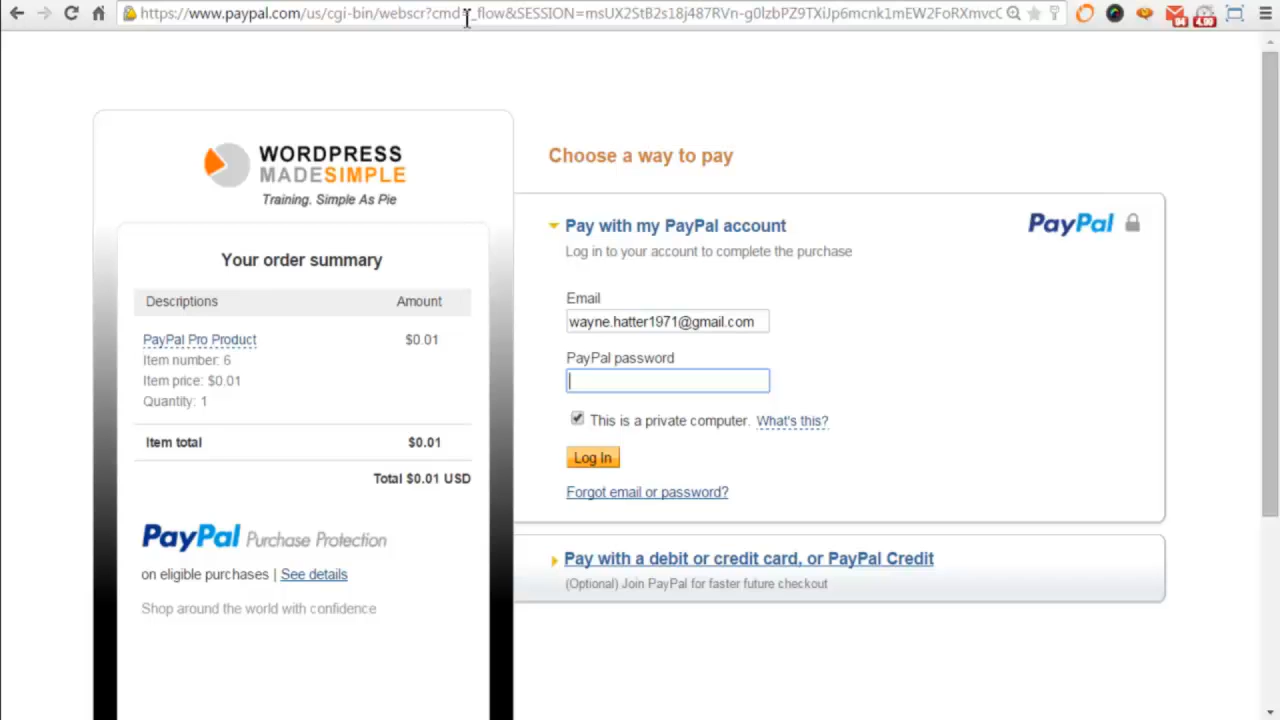 https://www.paypal.com/us/cgi-bin/webscr?cmd=_flow&SESSION=msUX2StB2s18j487RVn-g0lzbPZ9TXiJp6mcnk1mEW2FoRXmvcC
WORDPRESS
MADESIMPLE
Training. Simple As Pie
Your order summary
Descriptions Amount
PayPal Pro Product $0.01
Item number: 6
Item price: $0.01
Quantity: 1
Item total $0.01
Total $0.01 USD
PayPal Purchase Protection
on eligible purchases | See details
Shop around the world with confidence
Choose a way to pay
Pay with my PayPal account
PayPal
Log in to your account to complete the purchase
Email
wayne.hatter1971@gmail.com
PayPal password
This is a private computer. What's this?
Log In
Forgot email or password?
Pay with a debit or credit card, or PayPal Credit
(Optional) Join PayPal for faster future checkout